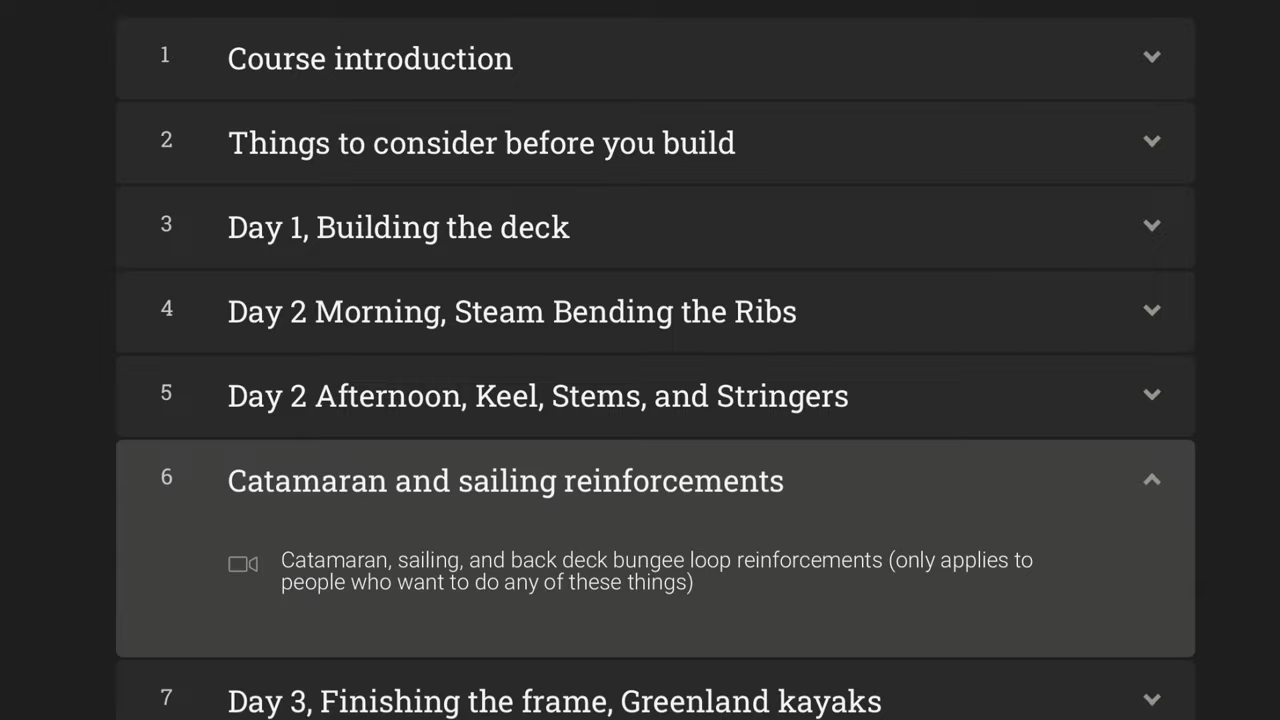 1 Course introduction
2 Things to consider before you build
3 Day 1, Building the deck
4 Day 2 Morning, Steam Bending the Ribs
5 Day 2 Afternoon, Keel, Stems, and Stringers
6 Catamaran and sailing reinforcements
Catamaran, sailing, and back deck bungee loop reinforcements (only applies to
people who want to do any of these things)
7 Day 3, Finishing the frame, Greenland kayaks